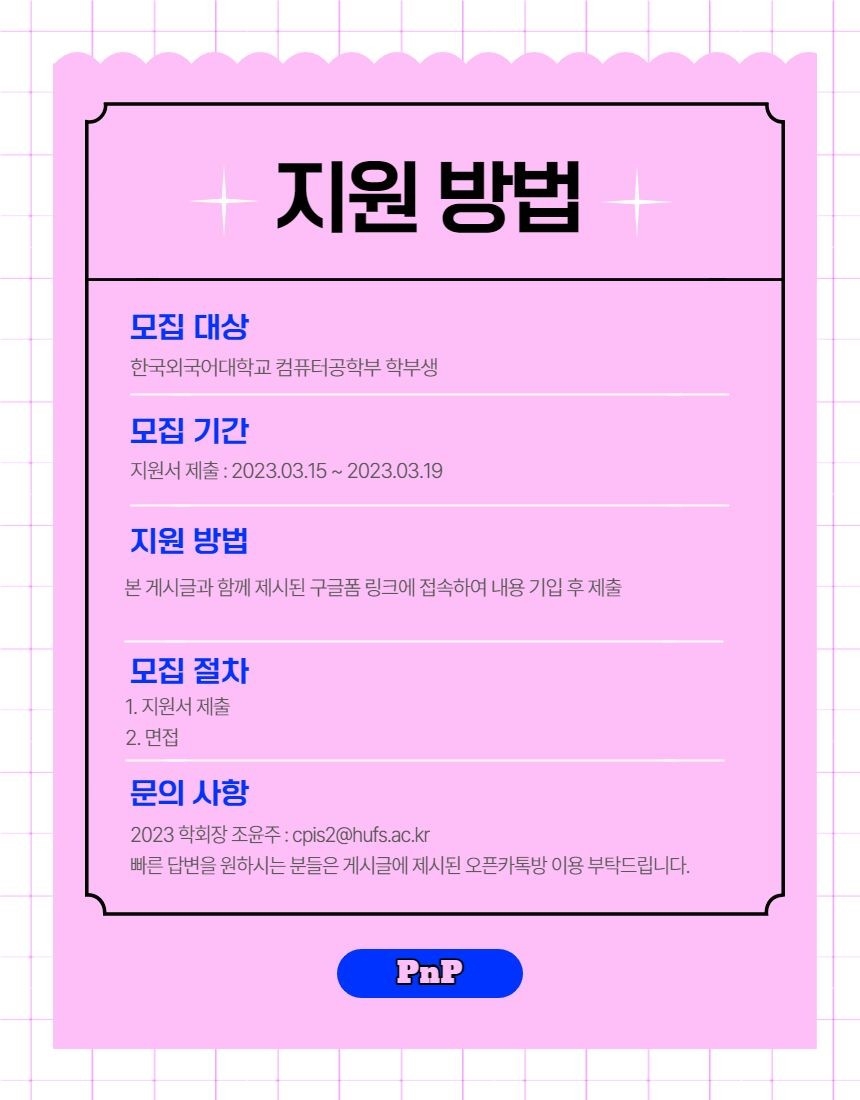 지원 방법
모집 대상
한국외국어대학교 컴퓨터공학부 학부생
모집 기간
지원서 제출 : 2023.03.15 ~ 2023.03.19
지원 방법
본 게시글과 함께 제시된 구글폼 링크에 접속하여 내용 기입 후 제출
모집 절차
1. 지원서 제출
2. 면접
문의 사항
2023 학회장 조윤주 : cpis2@hufs.ac.kr
빠른 답변을 원하시는 분들은 게시글에 제시된 오픈카톡방 이용 부탁드립니다.
PnP